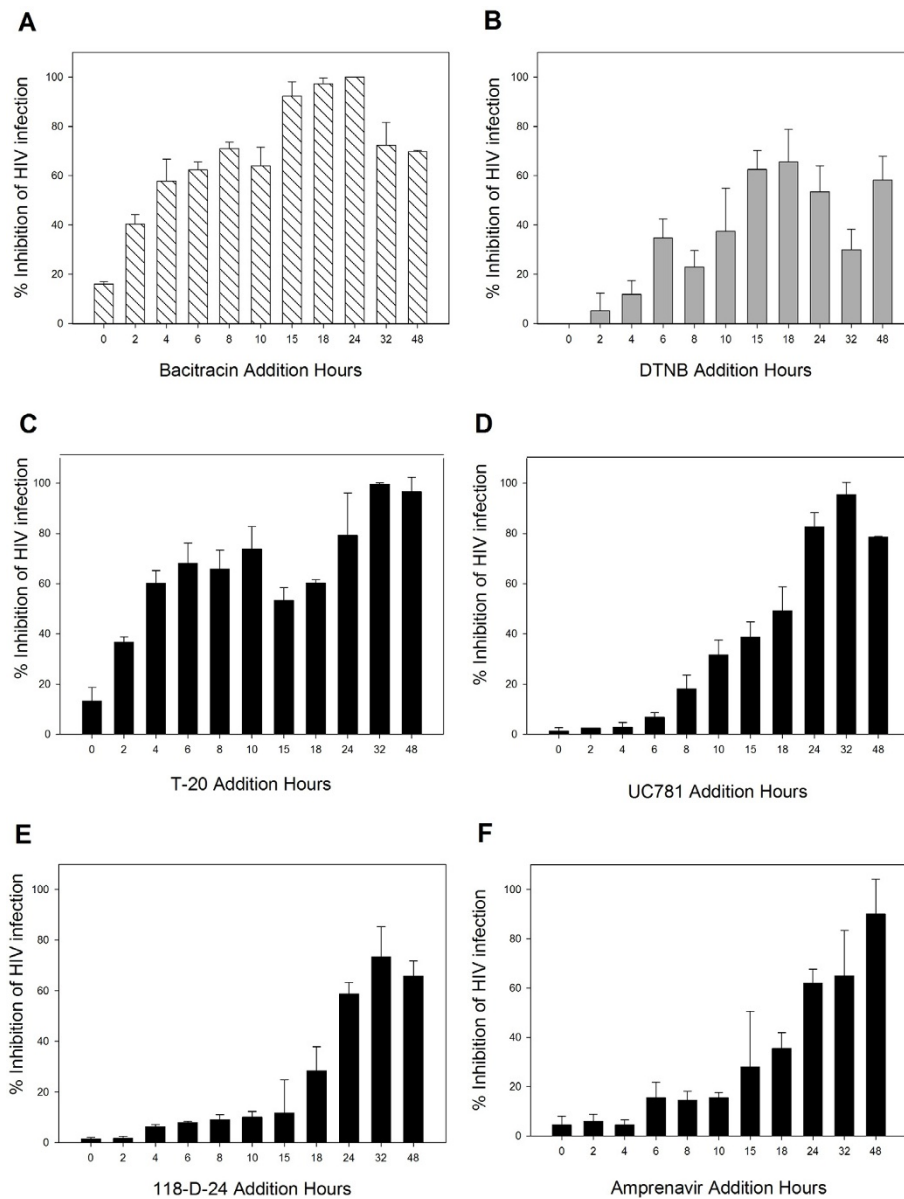 A
% Inhibition of HIV infection
100
80
60
40
20
0
0 2 4 6 8 10 15 18 24 32 48
Bacitracin Addition Hours
B
% Inhibition of HIV infection
100
80
60
40
20
0
0 2 4 6 8 10 15 18 24 32 48
DTNB Addition Hours
C
% Inhibition of HIV infection
100
80
60
40
20
0
0 2 4 6 8 10 15 18 24 32 48
T-20 Addition Hours
D
% Inhibition of HIV infection
100
80
60
40
20
0
0 2 4 6 8 10 15 18 24 32 48
UC781 Addition Hours
E
% Inhibition of HIV infection
100
80
60
40
20
0
0 2 4 6 8 10 15 18 24 32 48
118-D-24 Addition Hours
F
% Inhibition of HIV infection
100
80
60
40
20
0
0 2 4 6 8 10 15 18 24 32 48
Amprenavir Addition Hours